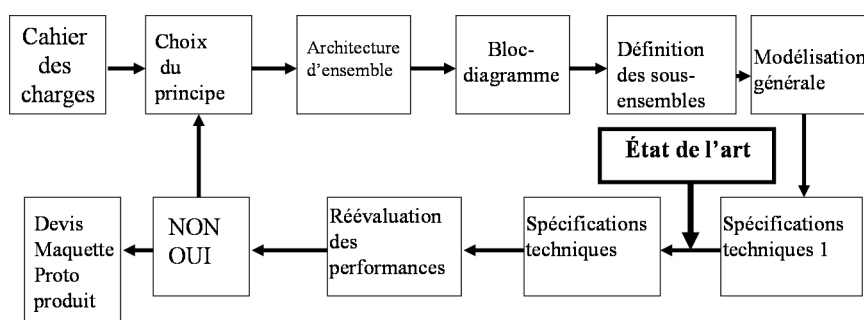 Cahier
des
charges
Choix
du
principe
Architecture
d'ensemble
Bloc-
diagramme
Définition
des sous-
ensembles
Modélisation
générale
État de l'art
Devis
Maquette
Proto
produit
NON
OUI
Réévaluation
des
performances
Spécifications
techniques
Spécifications
techniques 1